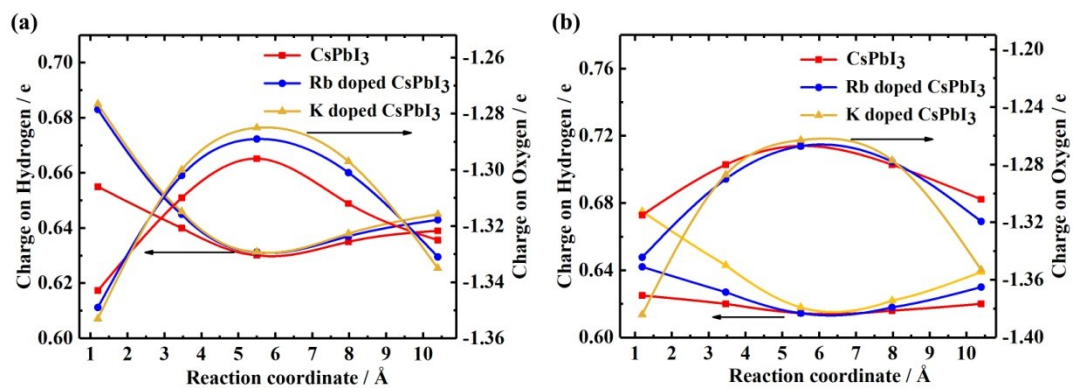 (a)
CsPbI3
Rb doped CsPbI3
K doped CsPbI3
Charge on Hydrogen / e
0.70
0.68
0.66
0.64
0.62
0.60
-1.26
-1.28
-1.30
-1.32
-1.34
-1.36
Charge on Oxygen / e
1 2 3 4 5 6 7 8 9 10
Reaction coordinate / Å
(b)
CsPbI3
Rb doped CsPbI3
K doped CsPbI3
Charge on Hydrogen / e
0.76
0.72
0.68
0.64
0.60
-1.20
-1.24
-1.28
-1.32
-1.36
-1.40
Charge on Oxygen / e
1 2 3 4 5 6 7 8 9 10
Reaction coordinate / Å